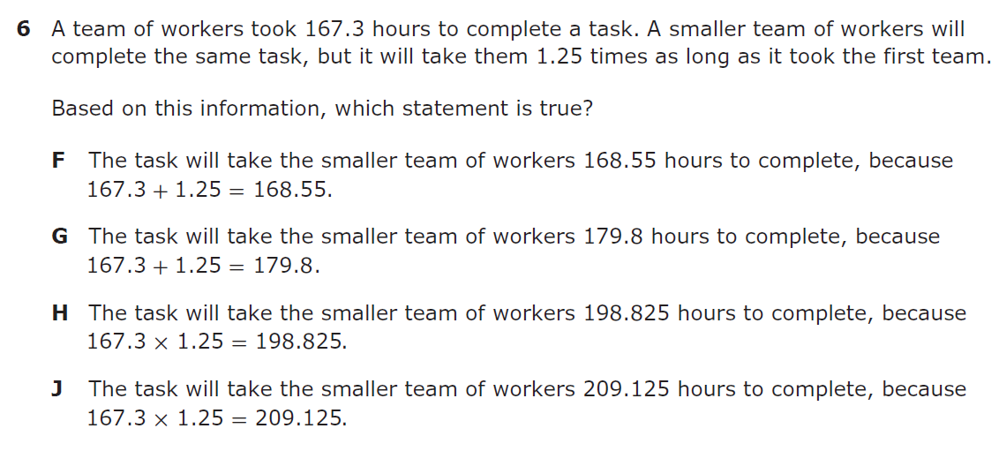 6 A team of workers took 167.3 hours to complete a task. A smaller team of workers will
complete the same task, but it will take them 1.25 times as long as it took the first team.
Based on this information, which statement is true?
F The task will take the smaller team of workers 168.55 hours to complete, because
167.3 + 1.25 = 168.55.
G The task will take the smaller team of workers 179.8 hours to complete, because
167.3 + 1.25 = 179.8.
H The task will take the smaller team of workers 198.825 hours to complete, because
167.3 × 1.25 = 198.825.
J The task will take the smaller team of workers 209.125 hours to complete, because
167.3 × 1.25 = 209.125.